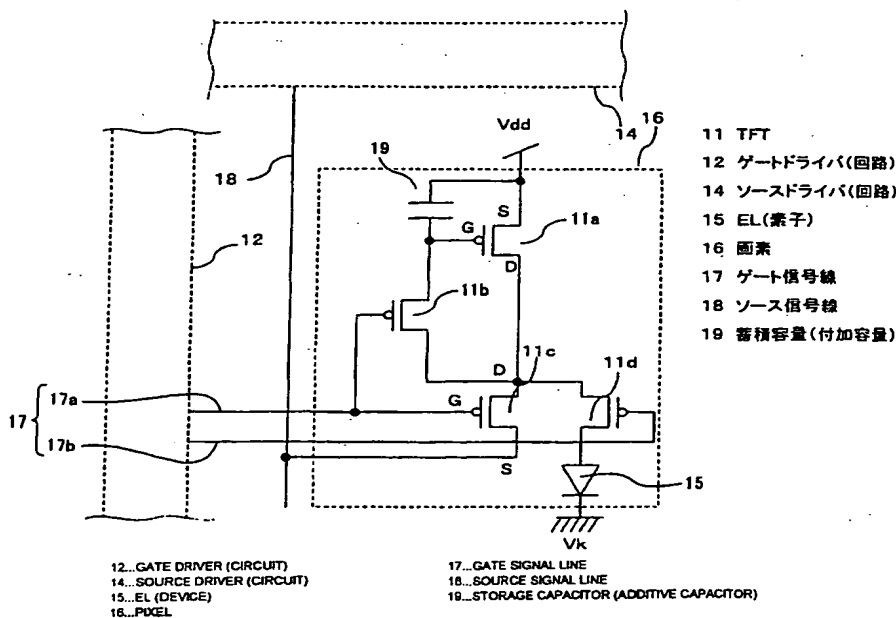 16
14
Vdd
18
19
S
G
11a
D
12
11b
D
11c
11d
17
17a
17b
G
S
15
Vk
11 TFT
12 ゲートドライバ(回路)
14 ソースドライバ(回路)
15 EL(素子)
16 画素
17 ゲート信号線
18 ソース信号線
19 蓄積容量(付加容量)
12...GATE DRIVER (CIRCUIT)
14...SOURCE DRIVER (CIRCUIT)
15...EL (DEVICE)
16...PIXEL
17...GATE SIGNAL LINE
18...SOURCE SIGNAL LINE
19...STORAGE CAPACITOR (ADDITIVE CAPACITOR)